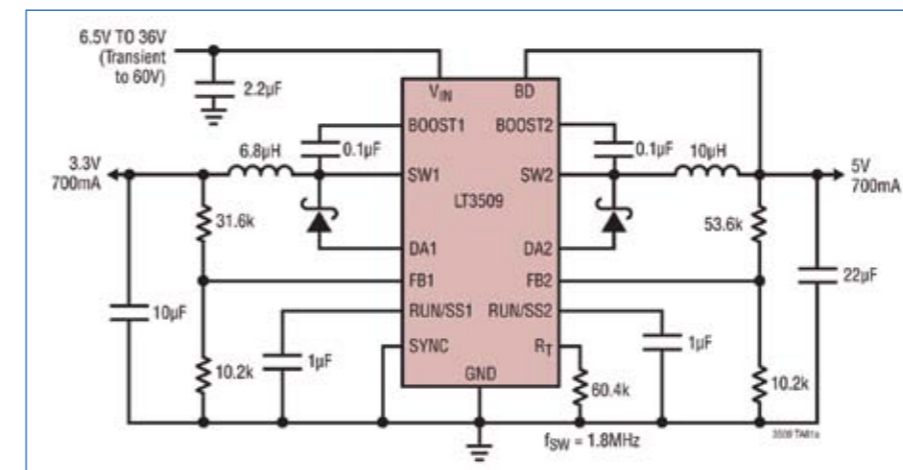 6.5V TO 36V
(Transient
to 60V)
2.2µF
VIN
BD
BOOST1
BOOST2
6.8µH
0.1µF
0.1µF
10µH
3.3V
700mA
SW1
SW2
5V
700mA
LT3509
31.6k
53.6k
DA1
DA2
FB1
FB2
22µF
10µF
RUN/SS1
RUN/SS2
1µF
1µF
SYNC
RT
10.2k
60.4k
10.2k
GND
fSW = 1.8MHz
3509 TA01a